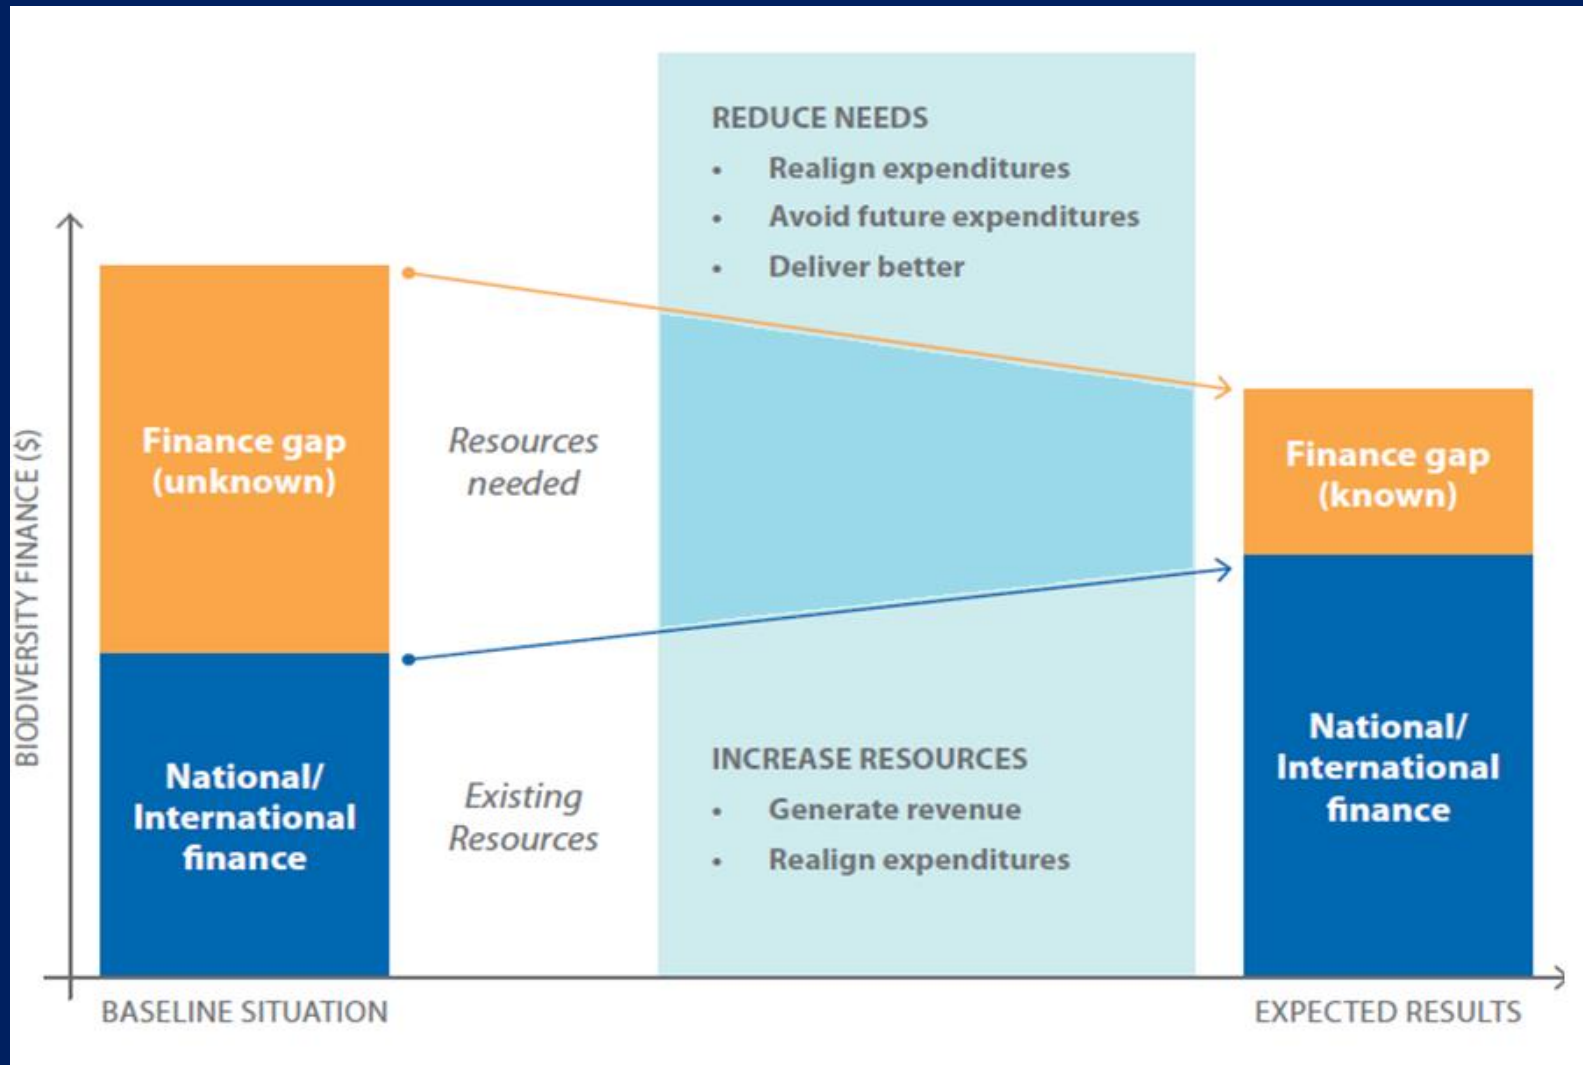 REDUCE NEEDS
• Realign expenditures
• Avoid future expenditures
• Deliver better
BIODIVERSITY FINANCE ($)
Finance gap
(unknown)
Resources
needed
Finance gap
(known)
National/
International
finance
Existing
Resources
INCREASE RESOURCES
• Generate revenue
• Realign expenditures
National/
International
finance
BASELINE SITUATION
EXPECTED RESULTS